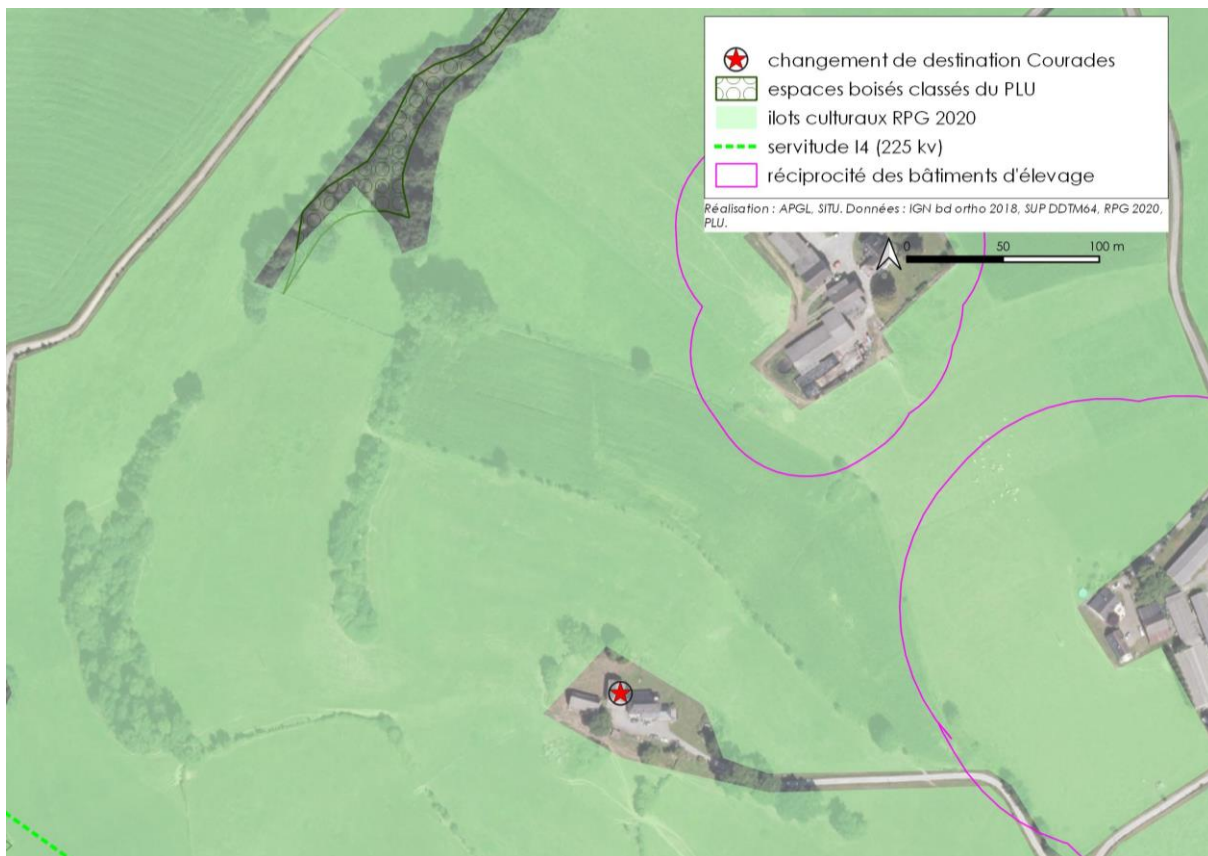 changement de destination Courades
espaces boisés classés du PLU
ilots culturaux RPG 2020
servitude I4 (225 kv)
réciprocité des bâtiments d'élevage
Réalisation : APGL, SITU. Données : IGN bd ortho 2018, SUP DDTM64, RPG 2020,
PLU.
0 50 100 m